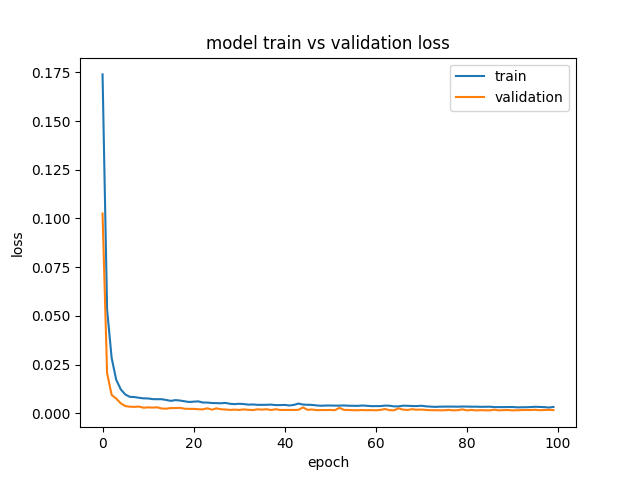 model train vs validation loss
train
validation
0.175
0.150
0.125
0.100
0.075
0.050
0.025
0.000
loss
0 20 40 60 80 100
epoch